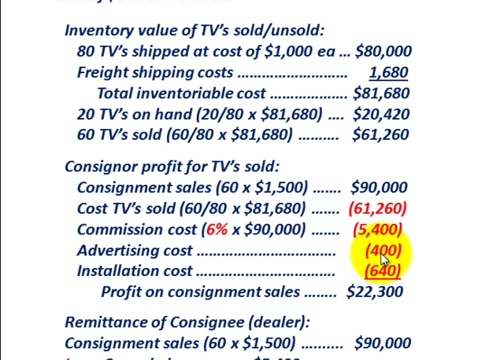 Inventory value of TV's sold/unsold:
80 TV's shipped at cost of $1,000 ea ... $80,000
Freight shipping costs .......................... 1,680
Total inventoriable cost ................... $81,680
20 TV's on hand (20/80 x $81,680) .... $20,420
60 TV's sold (60/80 x $81,680) .......... $61,260
Consignor profit for TV's sold:
Consignment sales (60 x $1,500) ....... $90,000
Cost TV's sold (60/80 x $81,680) ....... (61,260)
Commission cost (6% x $90,000) ....... (5,400)
Advertising cost ................................... (400)
Installation cost ................................... (640)
Profit on consignment sales ........ $22,300
Remittance of Consignee (dealer):
Consignment sales (60 x $1,500) .......... $90,000